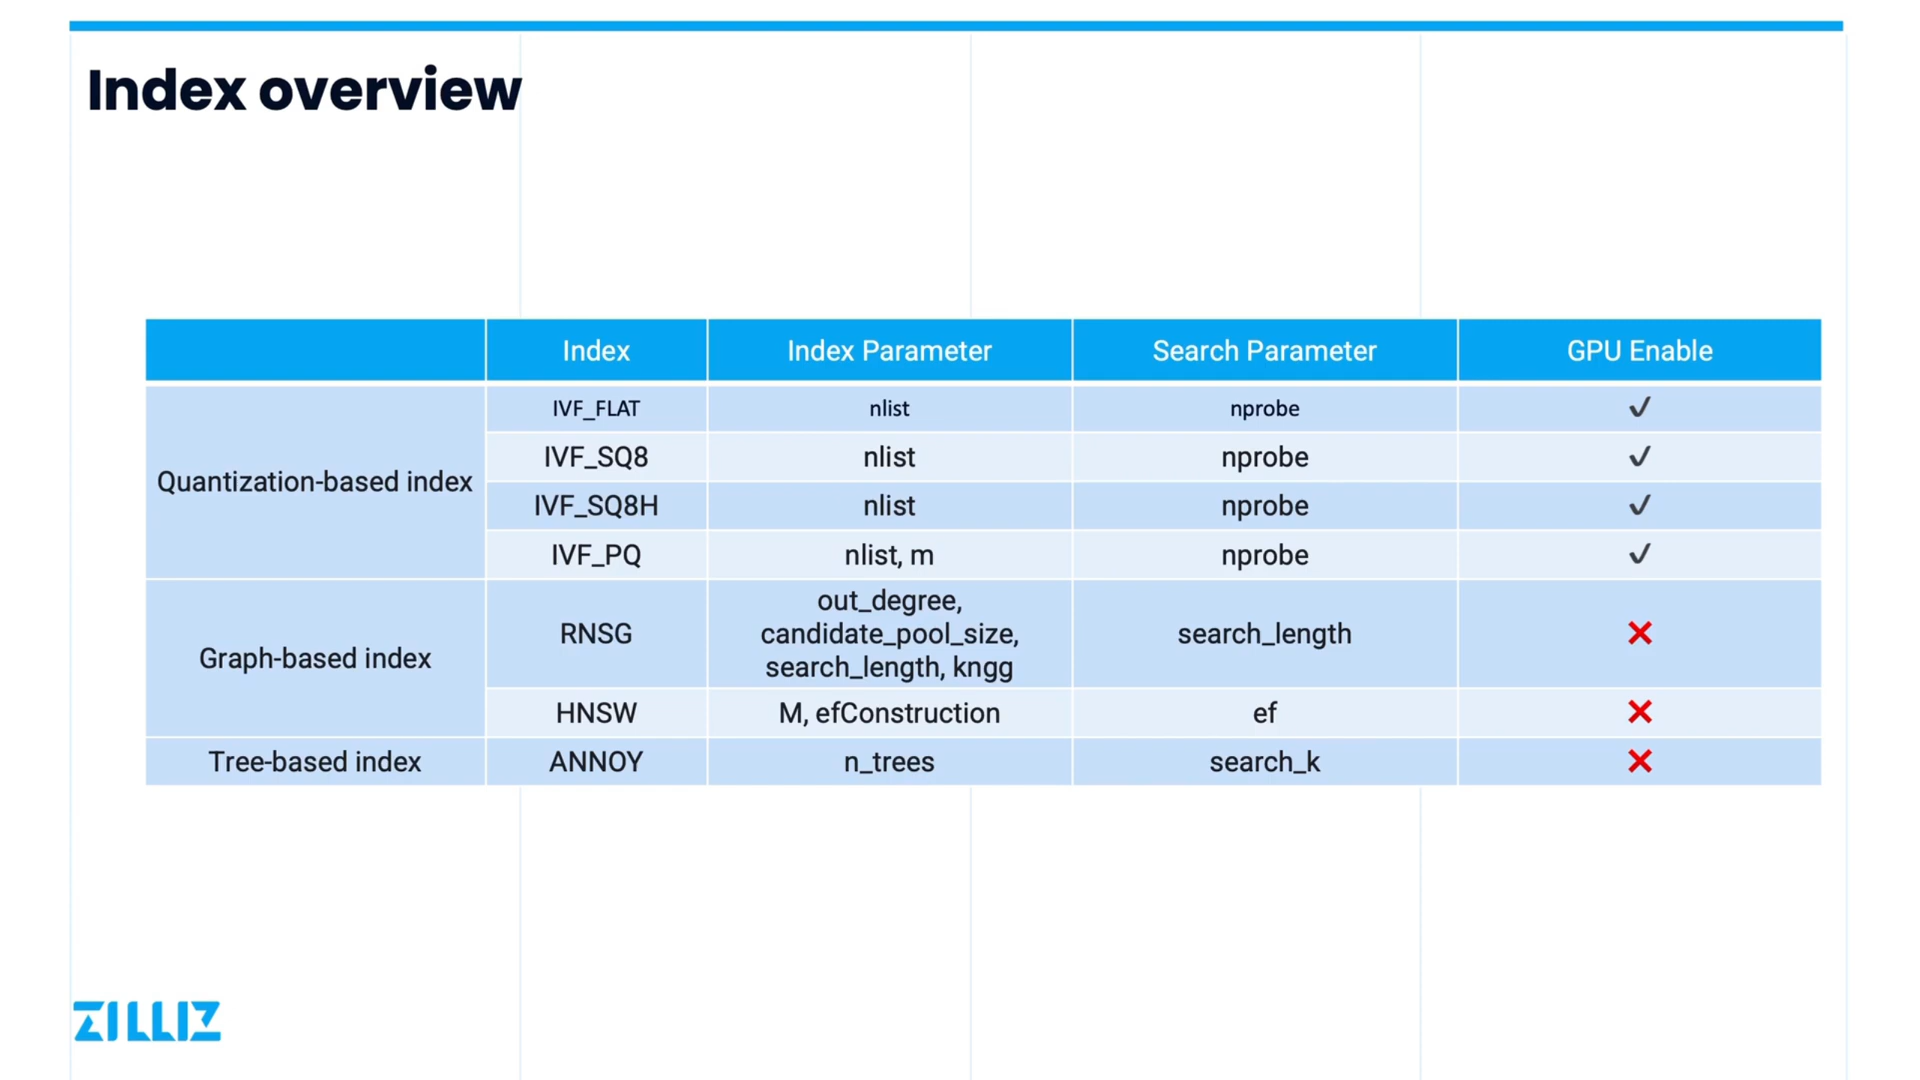 Index overview
Index
Index Parameter
Search Parameter
GPU Enable
Quantization-based index
IVF_FLAT
nlist
nprobe
✓
IVF_SQ8
nlist
nprobe
✓
IVF_SQ8H
nlist
nprobe
✓
IVF_PQ
nlist, m
nprobe
✓
Graph-based index
RNSG
out_degree,
candidate_pool_size,
search_length, kngg
search_length
❌
HNSW
M, efConstruction
ef
❌
Tree-based index
ANNOY
n_trees
search_k
❌
ZILLIZ